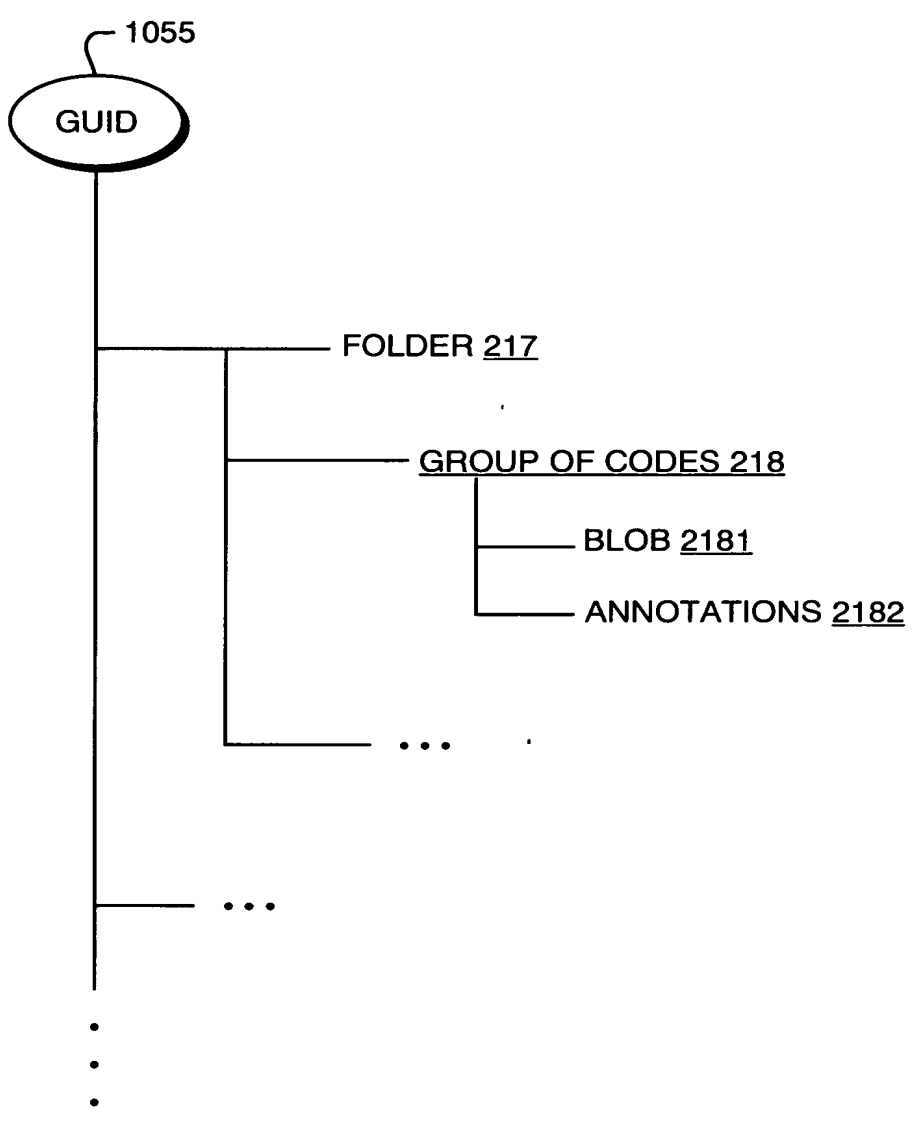 1055
GUID
FOLDER 217
GROUP OF CODES 218
BLOB 2181
ANNOTATIONS 2182
...
...